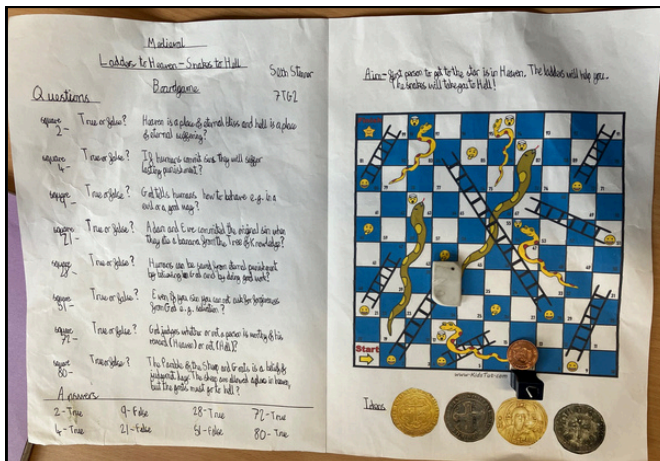 Medieval
Ladders to Heaven - Snakes to Hell
Boardgame
7TG2
Questions
square 2- True or false? Heaven is a place of eternal bliss and hell is a place
of eternal suffering?
square 4- True or false? If humans commit sins they will suffer
lasting punishment?
True or false? God tells humans how to behave e.g. in a
evil or a good way?
square 21- True or false? Adam and Eve committed the original sin when
they ate a banana from the Tree of Knowledge?
square 28- True or false? Humans can be saved from eternal punishment
by believing in God and by doing good work?
square 51- True or false? Even if you sin you can not ask for forgiveness
from God e.g. salvation?
square 72- True or false? God judges whether or not a person is worthy of his
reward (Heaven) or not (Hell)?
square 80- True or false? The Parable of the Sheep and Goats is a belief of
judgement day. The sheep are allowed in heaven,
but the goats must go to hell?
Answers
2-True 9-False 28-True 72-True
4-True 21-False 51-False 80-True
Aim - first person to get to the star is in Heaven. The ladders will help you.
The snakes will take you to Hell!
Start
www.KidsTut.com